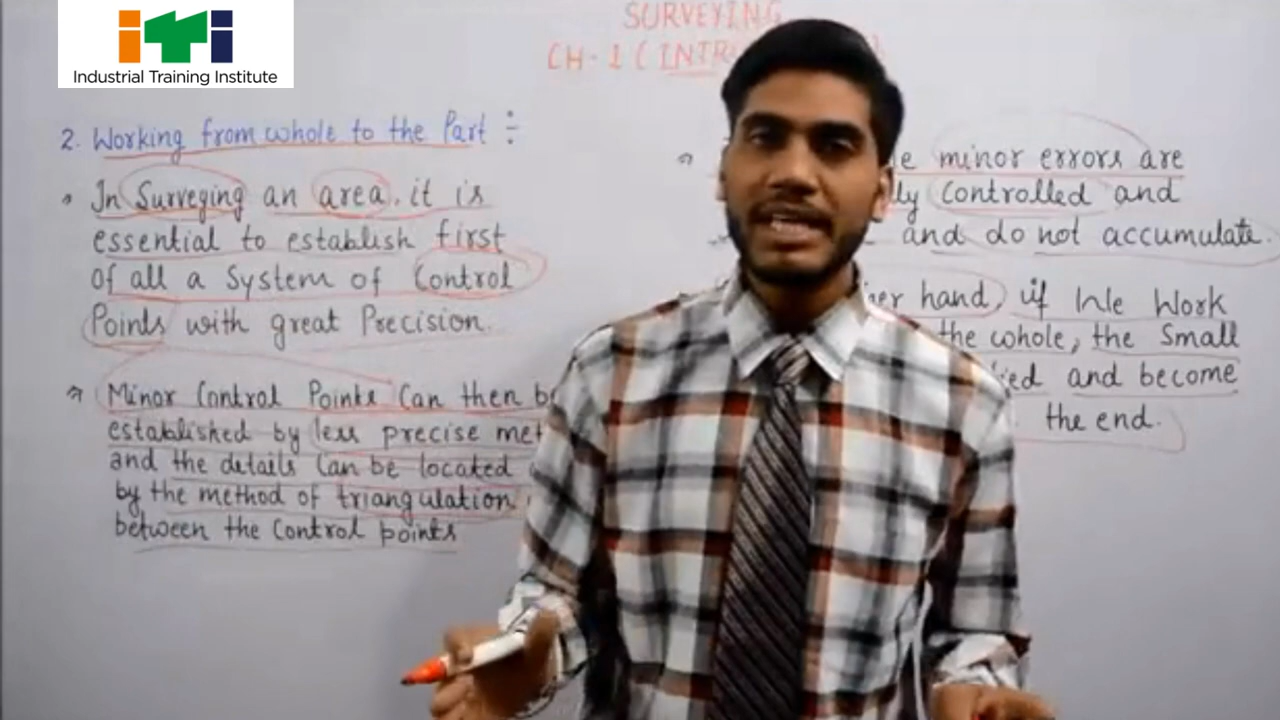 iTi
Industrial Training Institute
SURVEYING
CH-1 (
2. Working from whole to the Part :-
In Surveying an area, it is
essential to establish first
of all a System of Control
Points with great Precision.
Minor Control Points Can then
established by less precise
and the details Can be located
by the method of triangulation
between the Control points
minor errors are
Controlled and
and do not accumulate.
hand, if We Work
the whole, the Small
and become
the end.